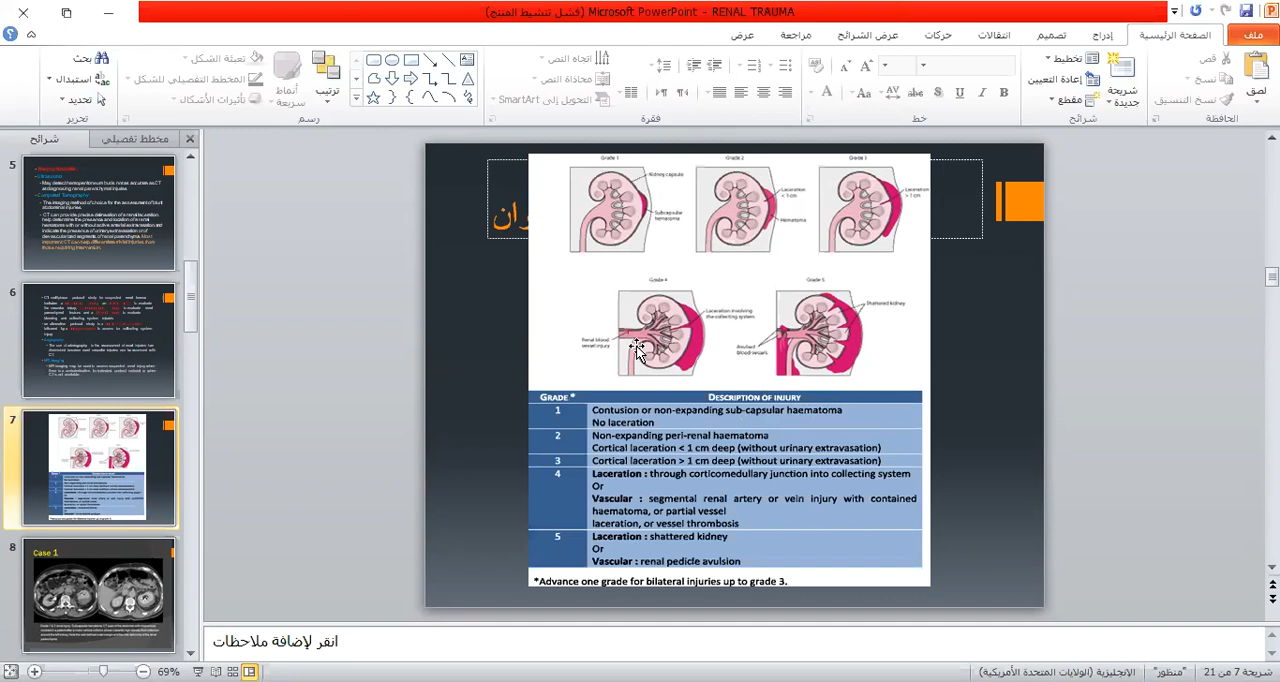 RENAL TRAUMA - Microsoft PowerPoint (فشل تنشيط المنتج)
ملف
الصفحة الرئيسية
إدراج
تصميم
انتقالات
حركات
عرض الشرائح
مراجعة
عرض
لصق
قص
نسخ
نسخ التنسيق
الحافظة
شريحة جديدة
تخطيط
إعادة التعيين
مقطع
شرائح
خط
اتجاه النص
محاذاة النص
التحويل إلى SmartArt
فقرة
ترتيب
أنماط سريعة
تعبئة الشكل
المخطط التفصيلي للشكل
تأثيرات الأشكال
رسم
بحث
استبدال
تحديد
تحرير
شرائح
مخطط تفصيلي
5
6
7
8
Case 1
Grade 1
Grade 2
Grade 3
Kidney capsule
Subcapsular hematoma
Laceration < 1 cm
Hematoma
Laceration > 1 cm
Grade 4
Grade 5
Renal blood vessel injury
Laceration involving the collecting system
Shattered kidney
Avulsed blood vessels
GRADE * DESCRIPTION OF INJURY
1 Contusion or non-expanding sub-capsular haematoma
No laceration
2 Non-expanding peri-renal haematoma
Cortical laceration < 1 cm deep (without urinary extravasation)
3 Cortical laceration > 1 cm deep (without urinary extravasation)
4 Laceration : through corticomedullary junction into collecting system
Or
Vascular : segmental renal artery or vein injury with contained
haematoma, or partial vessel
laceration, or vessel thrombosis
5 Laceration : shattered kidney
Or
Vascular : renal pedicle avulsion
*Advance one grade for bilateral injuries up to grade 3.
انقر لإضافة ملاحظات
شريحة 7 من 21
"منظور"
الإنجليزية (الولايات المتحدة الأمريكية)
69%